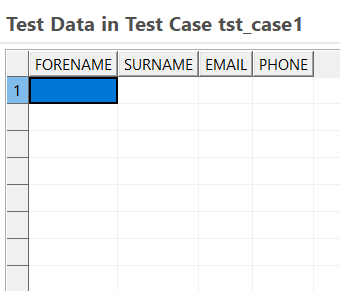 Test Data in Test Case tst_case1
FORENAME SURNAME EMAIL PHONE
1